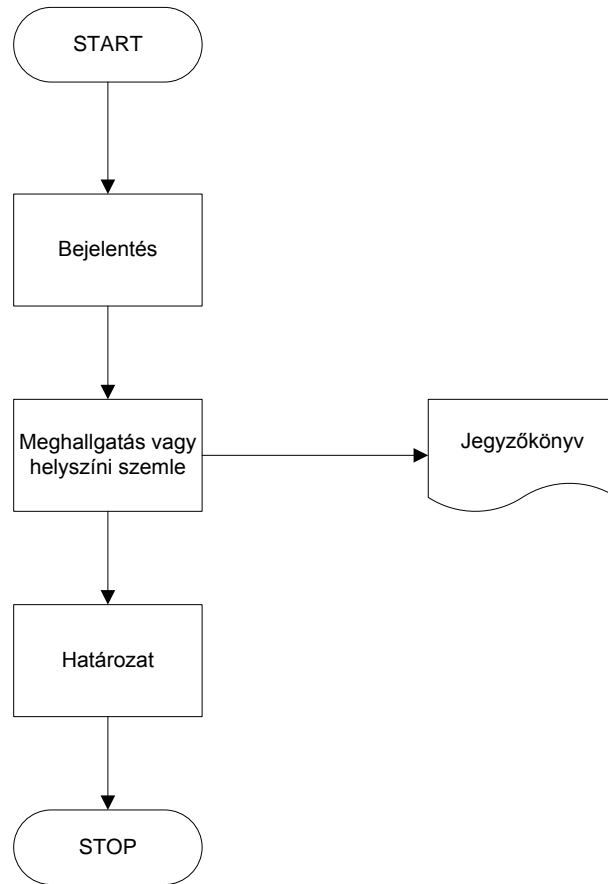 START
Bejelentés
Meghallgatás vagy
helyszíni szemle
Jegyzőkönyv
Határozat
STOP